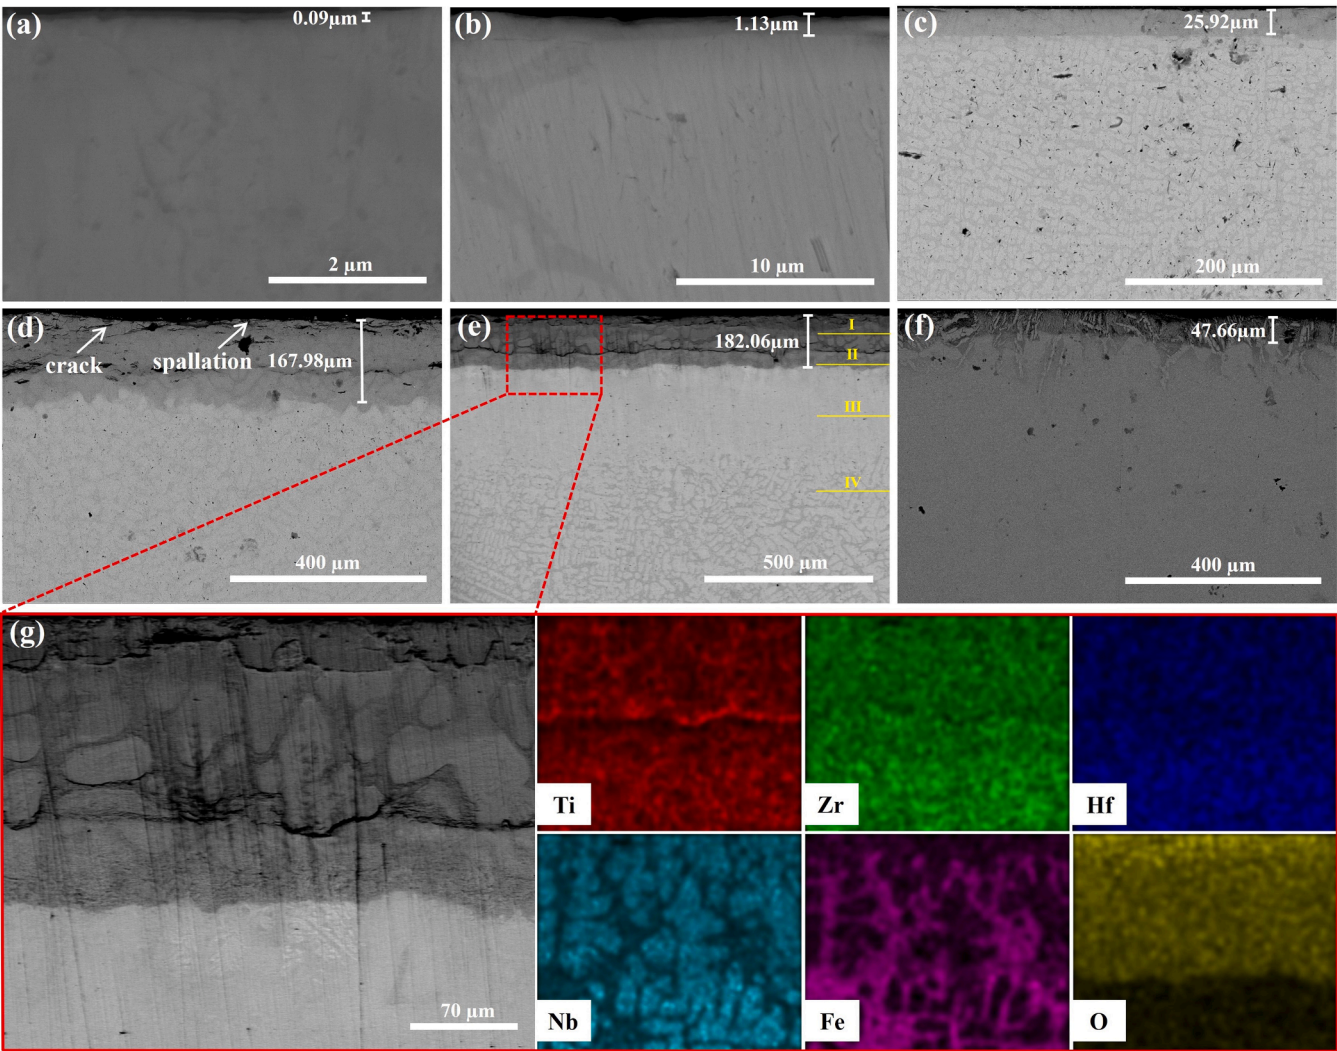 (a)
0.09μm
2 μm
(b)
1.13μm
10 μm
(c)
25.92μm
200 μm
(d)
crack
spallation
167.98μm
400 μm
(e)
182.06μm
I
II
III
IV
500 μm
(f)
47.66μm
400 μm
(g)
70 μm
Ti
Zr
Hf
Nb
Fe
O